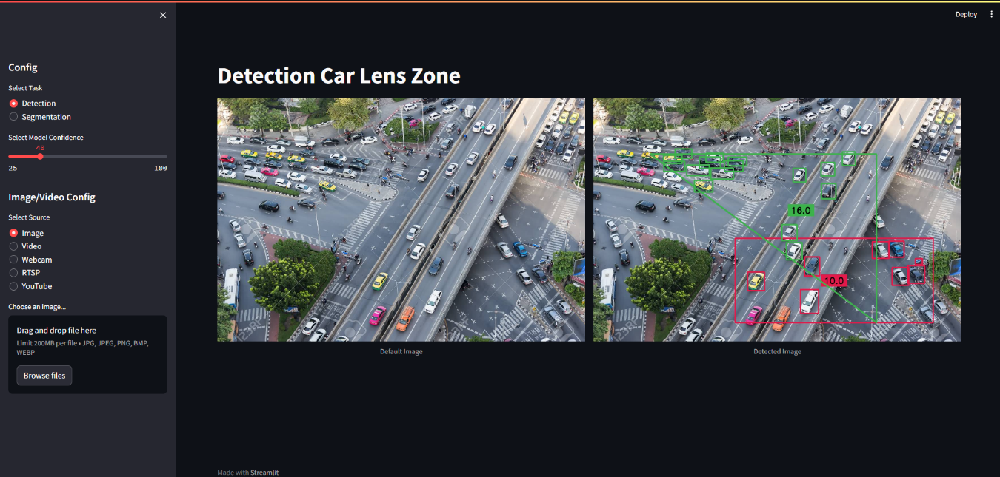 Deploy
Config
Select Task
Detection
Segmentation
Select Model Confidence
40
25 100
Image/Video Config
Select Source
Image
Video
Webcam
RTSP
YouTube
Choose an image...
Drag and drop file here
Limit 200MB per file • JPG, JPEG, PNG, BMP,
WEBP
Browse files
Detection Car Lens Zone
16.0
10.0
Default Image
Detected Image
Made with Streamlit